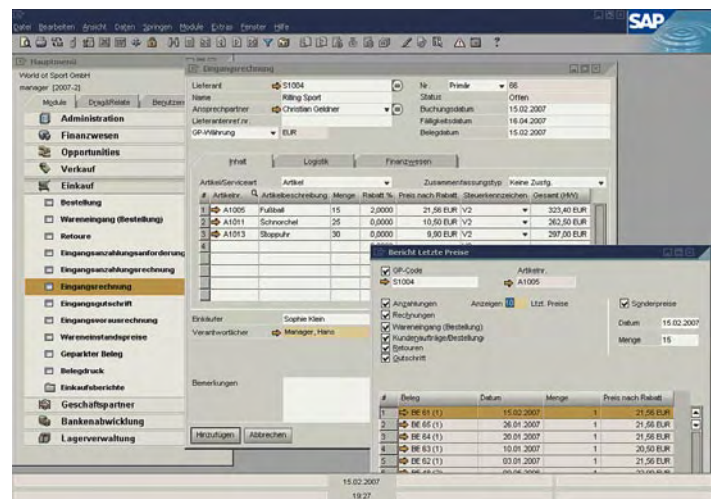 SAP
Datei Bearbeiten Ansicht Daten Springen Module Extras Fenster Hilfe
Hauptmenü
World of Sport GmbH
manager [2007-2]
Module Drag&Relate Benutzer
Administration
Finanzwesen
Opportunities
Verkauf
Einkauf
Bestellung
Wareneingang (Bestellung)
Retoure
Eingangsanzahlungsanforderung
Eingangsanzahlungsrechnung
Eingangsrechnung
Eingangsgutschrift
Eingangsvorausrechnung
Wareneinstandspreise
Geparkter Beleg
Belegdruck
Einkaufsberichte
Geschäftspartner
Bankenabwicklung
Lagerverwaltung
Eingangsrechnung
Lieferant S1004 Nr. Primär 66
Name Rilling Sport Status Offen
Ansprechpartner Christian Geldner Buchungsdatum 15.02.2007
Lieferantenref.nr. Fälligkeitsdatum 16.04.2007
GP-Währung EUR Belegdatum 15.02.2007
Inhalt Logistik Finanzwesen
Artikel/Serviceart Artikel Zusammenfassungstyp Keine Zusfg.
# Artikelnr. Artikelbeschreibung Menge Rabatt % Preis nach Rabatt Steuerkennzeichen Gesamt (HW)
1 A1005 Fußball 15 2,0000 21,56 EUR V2 323,40 EUR
2 A1011 Schnorchel 25 0,0000 10,50 EUR V2 262,50 EUR
3 A1013 Stoppuhr 30 0,0000 9,90 EUR V2 297,00 EUR
4
Einkäufer Sophie Klein
Verantwortlicher Manager, Hans
Bemerkungen
Hinzufügen Abbrechen
Bericht Letzte Preise
GP-Code Artikelnr.
S1004 A1005
Anzahlungen Anzeigen 10 Ltzt. Preise Sonderpreise
Rechnungen
Wareneingang (Bestellung) Datum 15.02.2007
Kundenaufträge/Bestellung
Retouren Menge 15
Gutschrift
# Beleg Datum Menge Preis nach Rabatt
1 BE 61 (1) 15.02.2007 1 21,56 EUR
2 BE 65 (1) 26.01.2007 1 21,56 EUR
3 BE 64 (1) 20.01.2007 1 21,56 EUR
4 BE 63 (1) 10.01.2007 1 20,50 EUR
5 BE 62 (1) 03.01.2007 1 21,56 EUR
15.02.2007
19:27